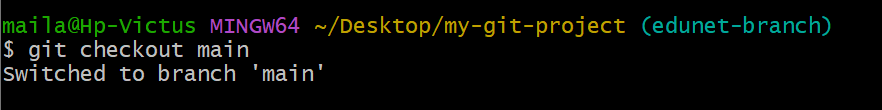 maila@Hp-Victus MINGW64 ~/Desktop/my-git-project (edunet-branch)
$ git checkout main
Switched to branch 'main'